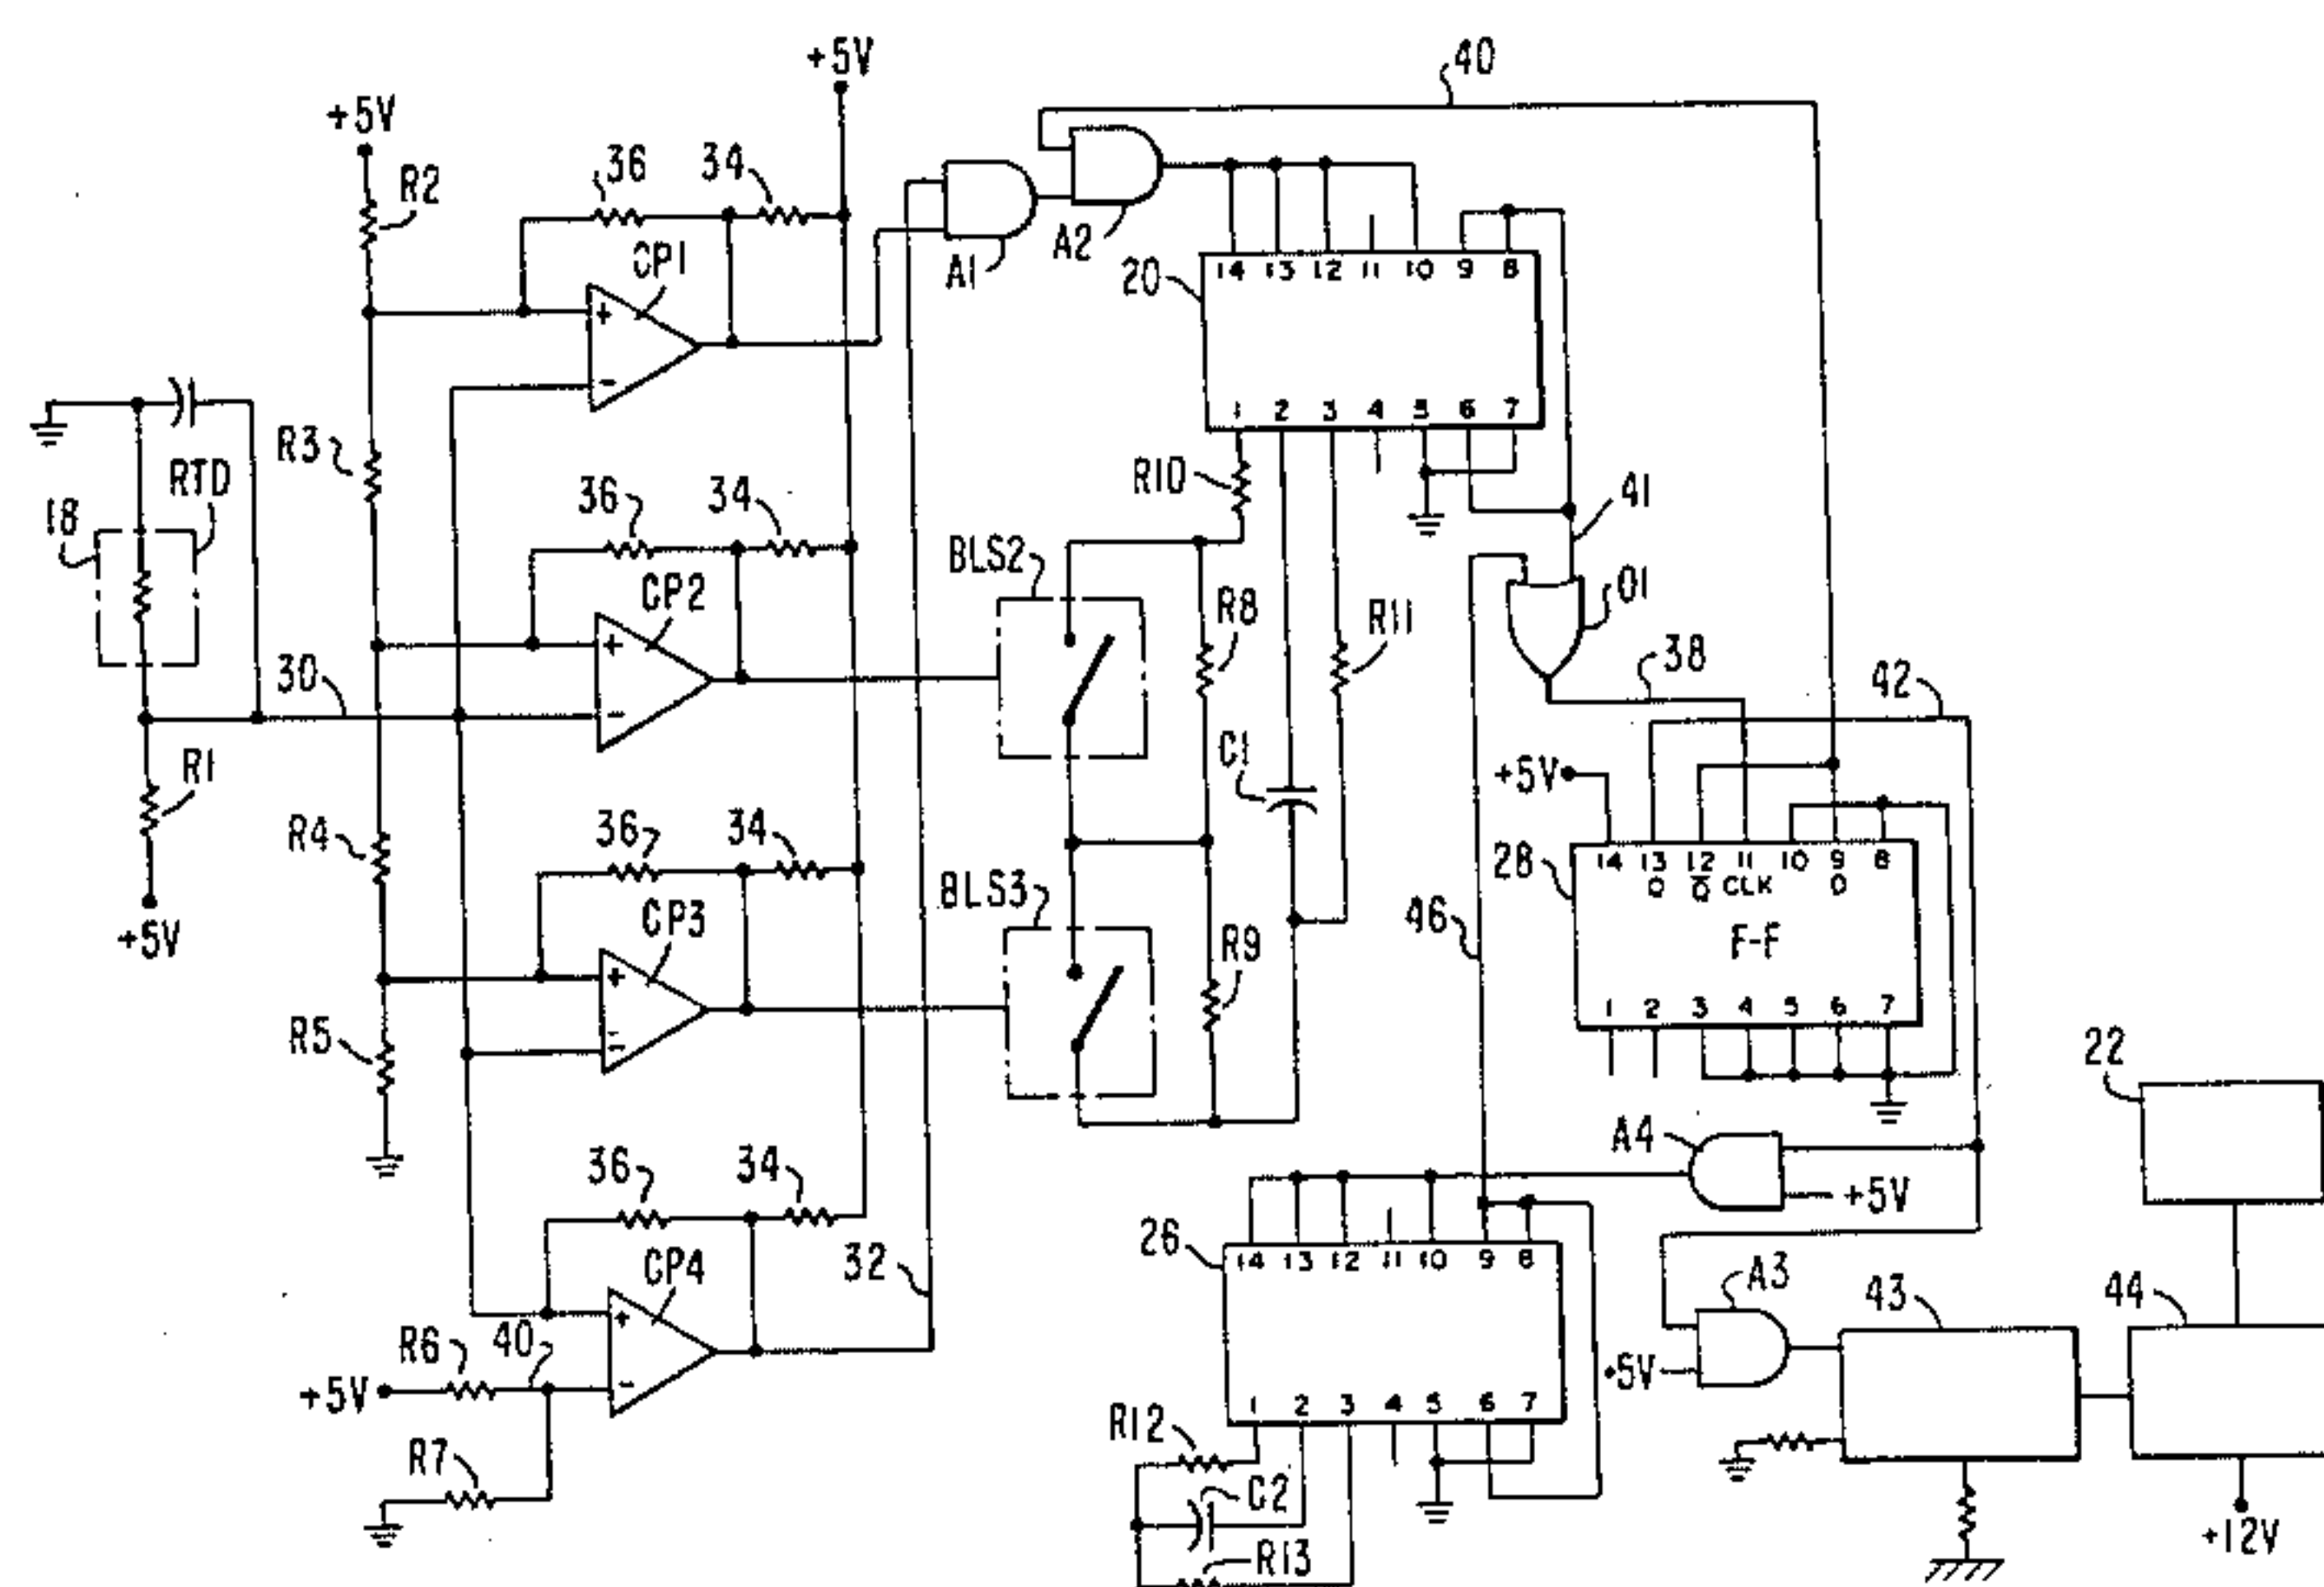 +5V
40
+5V
R2
36
34
CP1
A1
A2
20
14 13 12 11 10 9 8
1 2 3 4 5 6 7
R3
18
RTD
36
34
CP2
R10
41
BLS2
R8
R11
O1
30
38
42
R1
C1
+5V
R4
36
34
BLS3
28
14 13 12 11 10 9 8
Q Q̅ CLK D
F-F
+5V
CP3
46
R9
R5
1 2 3 4 5 6 7
22
A4
+5V
36
34
26
14 13 12 11 10 9 8
CP4
32
A3
43
44
R6
40
+5V
+5V
1 2 3 4 5 6 7
R12
R7
C2
+12V
R13